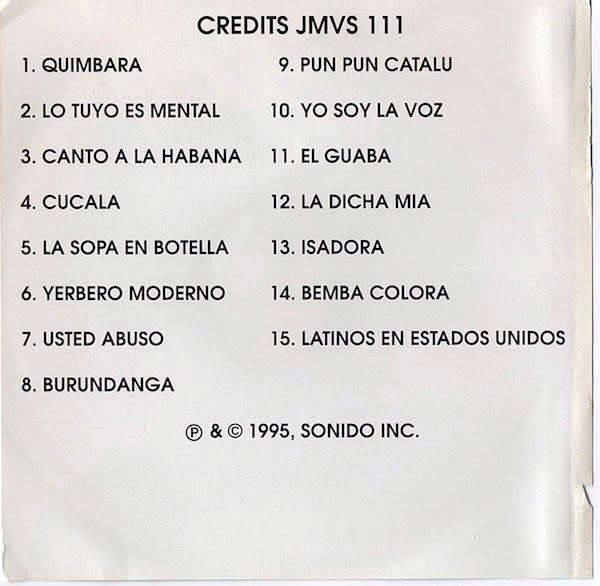 CREDITS JMVS 111
1. QUIMBARA
2. LO TUYO ES MENTAL
3. CANTO A LA HABANA
4. CUCALA
5. LA SOPA EN BOTELLA
6. YERBERO MODERNO
7. USTED ABUSO
8. BURUNDANGA
9. PUN PUN CATALU
10. YO SOY LA VOZ
11. EL GUABA
12. LA DICHA MIA
13. ISADORA
14. BEMBA COLORA
15. LATINOS EN ESTADOS UNIDOS
℗ & © 1995, SONIDO INC.